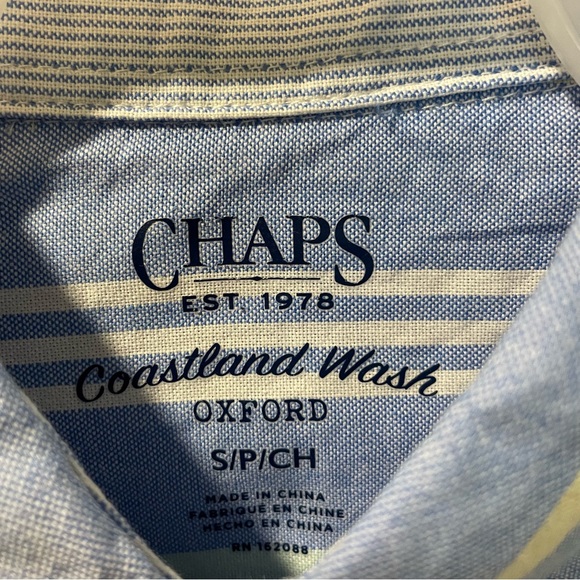 CHAPS
EST. 1978
Coastland Wash
OXFORD
S/P/CH
MADE IN CHINA
FABRIQUÉ EN CHINE
HECHO EN CHINA
RN 162088